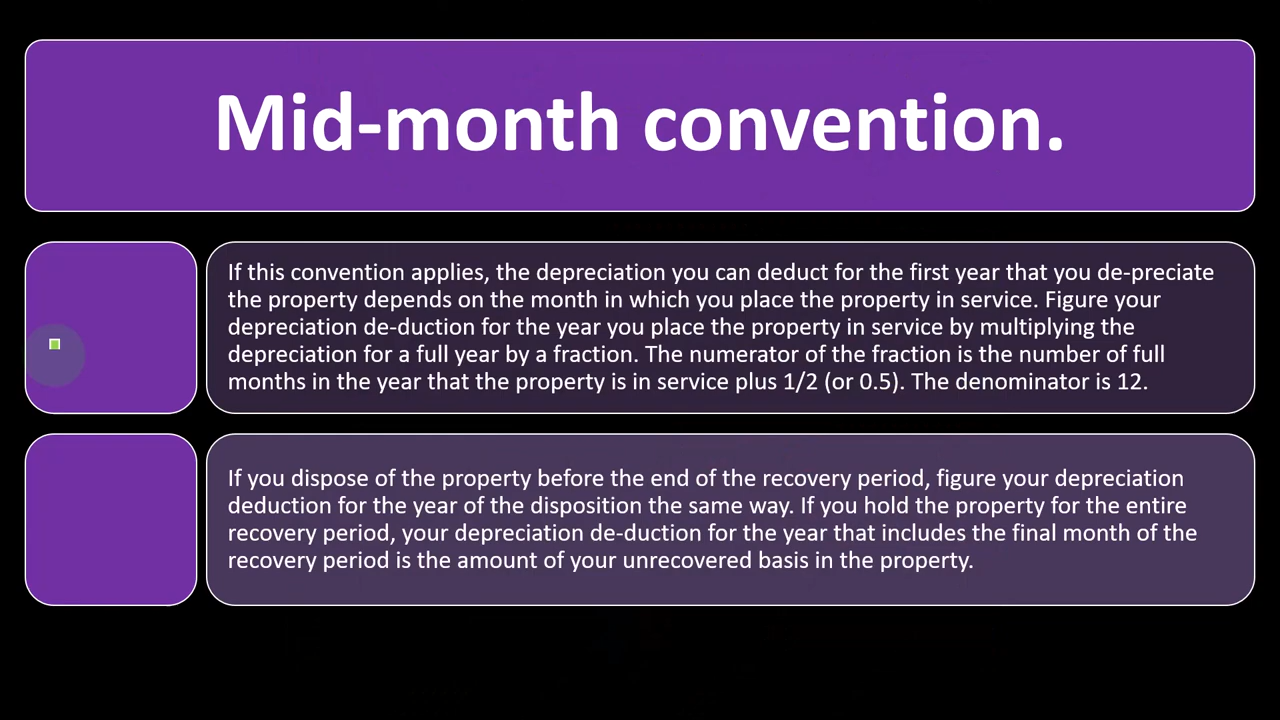 Mid-month convention.
If this convention applies, the depreciation you can deduct for the first year that you de-preciate
the property depends on the month in which you place the property in service. Figure your
depreciation de-duction for the year you place the property in service by multiplying the
depreciation for a full year by a fraction. The numerator of the fraction is the number of full
months in the year that the property is in service plus 1/2 (or 0.5). The denominator is 12.
If you dispose of the property before the end of the recovery period, figure your depreciation
deduction for the year of the disposition the same way. If you hold the property for the entire
recovery period, your depreciation de-duction for the year that includes the final month of the
recovery period is the amount of your unrecovered basis in the property.